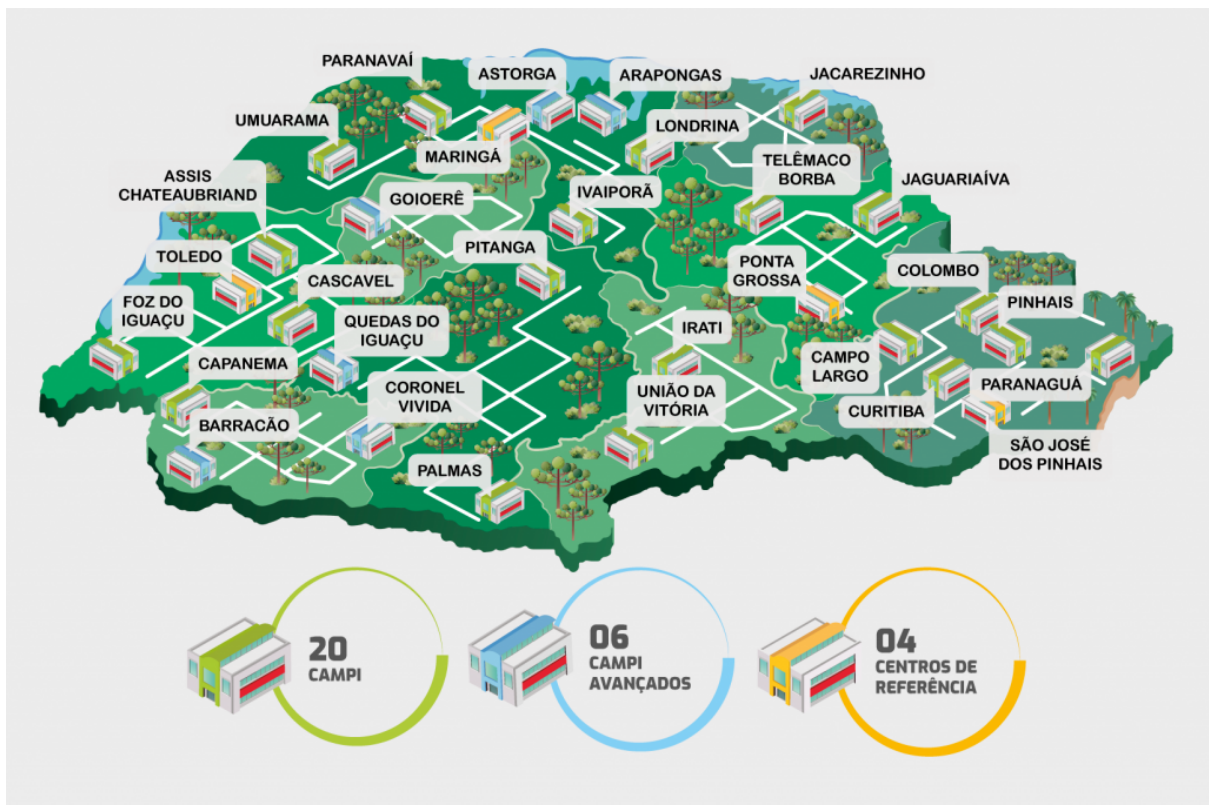 PARANAVAÍ
ASTORGA
ARAPONGAS
JACAREZINHO
UMUARAMA
MARINGÁ
LONDRINA
TELÊMACO
BORBA
ASSIS
CHATEAUBRIAND
GOIOERÊ
IVAIPORÃ
JAGUARIAÍVA
TOLEDO
CASCAVEL
PITANGA
PONTA
GROSSA
COLOMBO
FOZ DO
IGUAÇU
QUEDAS DO
IGUAÇU
IRATI
PINHAIS
CAPANEMA
CORONEL
VIVIDA
UNIÃO DA
VITÓRIA
CAMPO
LARGO
PARANAGUÁ
BARRACÃO
CURITIBA
PALMAS
SÃO JOSÉ
DOS PINHAIS
20
CAMPI
06
CAMPI
AVANÇADOS
04
CENTROS DE
REFERÊNCIA